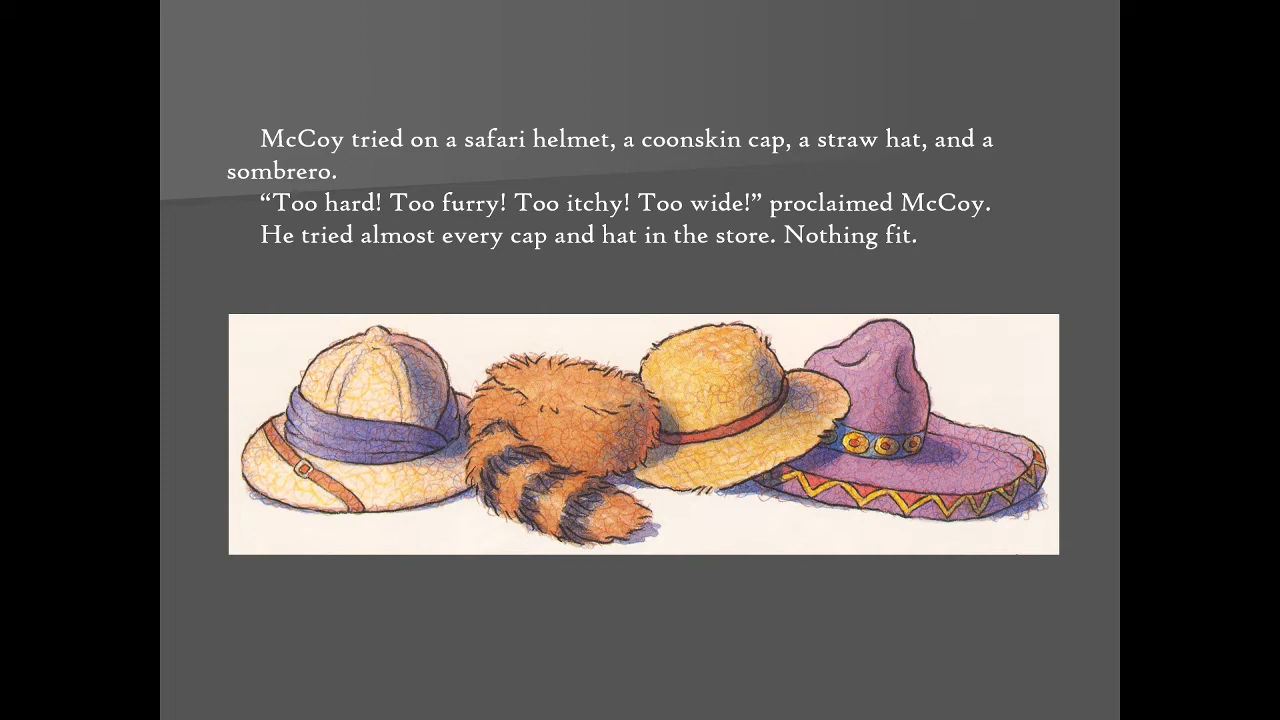 McCoy tried on a safari helmet, a coonskin cap, a straw hat, and a
sombrero.
“Too hard! Too furry! Too itchy! Too wide!” proclaimed McCoy.
He tried almost every cap and hat in the store. Nothing fit.